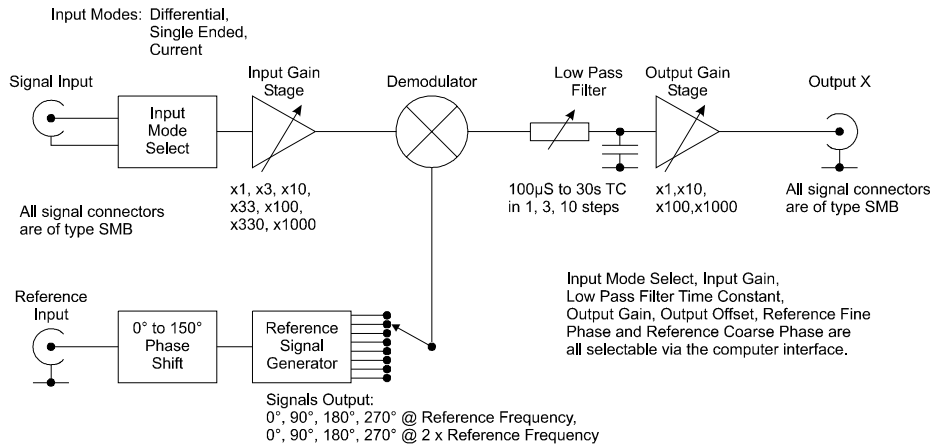 Input Modes: Differential,
Single Ended,
Current
Signal Input
Input
Mode
Select
Input Gain
Stage
x1, x3, x10,
x33, x100,
x330, x1000
Demodulator
Low Pass
Filter
100µS to 30s TC
in 1, 3, 10 steps
Output Gain
Stage
x1,x10,
x100,x1000
Output X
All signal connectors
are of type SMB
All signal connectors
are of type SMB
Reference
Input
0° to 150°
Phase
Shift
Reference
Signal
Generator
Signals Output:
0°, 90°, 180°, 270° @ Reference Frequency,
0°, 90°, 180°, 270° @ 2 x Reference Frequency
Input Mode Select, Input Gain,
Low Pass Filter Time Constant,
Output Gain, Output Offset, Reference Fine
Phase and Reference Coarse Phase are
all selectable via the computer interface.